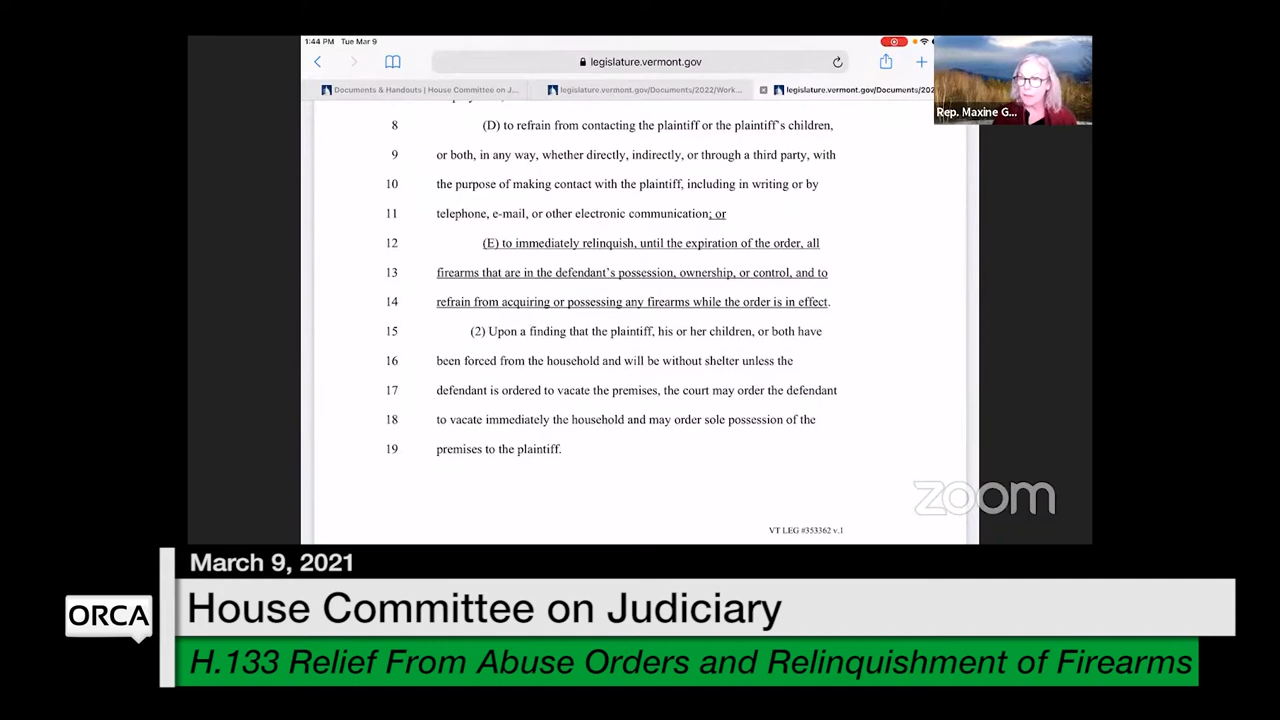 1:44 PM Tue Mar 9
legislature.vermont.gov
Documents & Handouts | House Committee on J...
legislature.vermont.gov/Documents/2022/Work...
legislature.vermont.gov/Documents/202
Rep. Maxine G...
8 (D) to refrain from contacting the plaintiff or the plaintiff's children,
9 or both, in any way, whether directly, indirectly, or through a third party, with
10 the purpose of making contact with the plaintiff, including in writing or by
11 telephone, e-mail, or other electronic communication; or
12 (E) to immediately relinquish, until the expiration of the order, all
13 firearms that are in the defendant's possession, ownership, or control, and to
14 refrain from acquiring or possessing any firearms while the order is in effect.
15 (2) Upon a finding that the plaintiff, his or her children, or both have
16 been forced from the household and will be without shelter unless the
17 defendant is ordered to vacate the premises, the court may order the defendant
18 to vacate immediately the household and may order sole possession of the
19 premises to the plaintiff.
zoom
VT LEG #353362 v.1
March 9, 2021
ORCA
House Committee on Judiciary
H.133 Relief From Abuse Orders and Relinquishment of Firearms